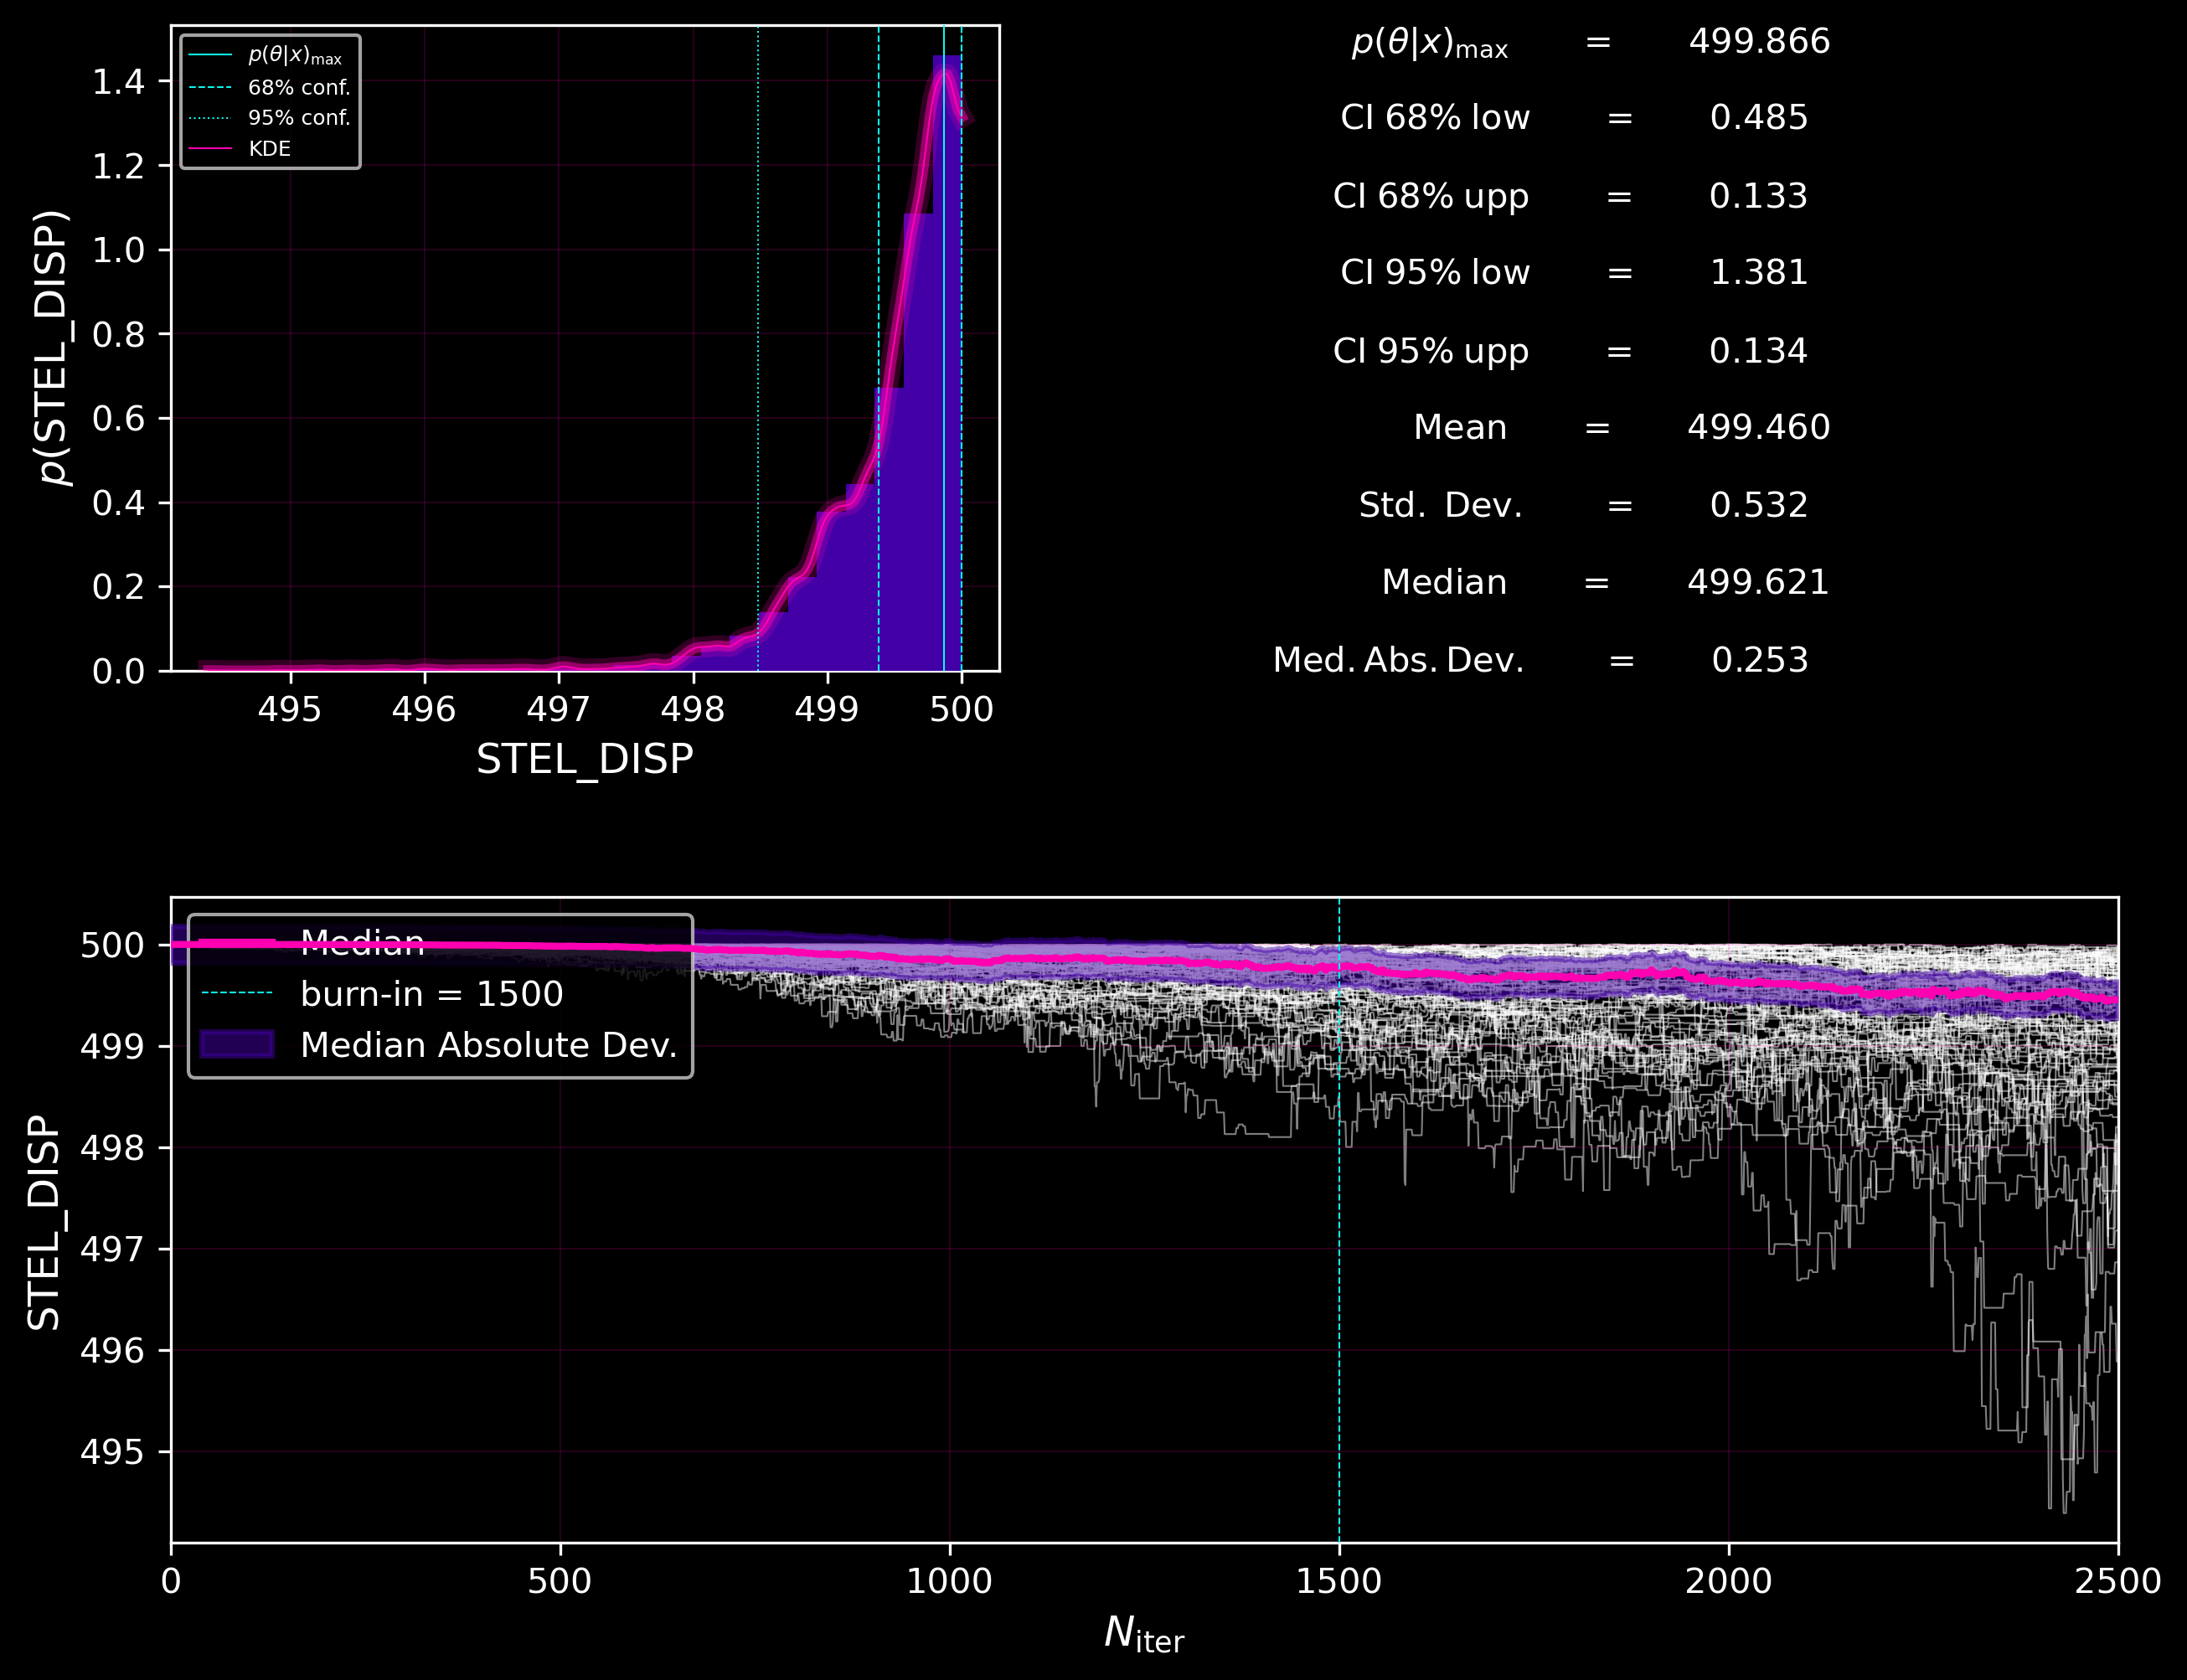 p(θ|x)max
68% conf.
95% conf.
KDE
1.4
1.2
1.0
0.8
0.6
0.4
0.2
0.0
p(STEL_DISP)
495 496 497 498 499 500
STEL_DISP
p(θ|x)max = 499.866
CI 68% low = 0.485
CI 68% upp = 0.133
CI 95% low = 1.381
CI 95% upp = 0.134
Mean = 499.460
Std. Dev. = 0.532
Median = 499.621
Med. Abs. Dev. = 0.253
Median
burn-in = 1500
Median Absolute Dev.
500
499
498
497
496
495
STEL_DISP
0 500 1000 1500 2000 2500
Niter